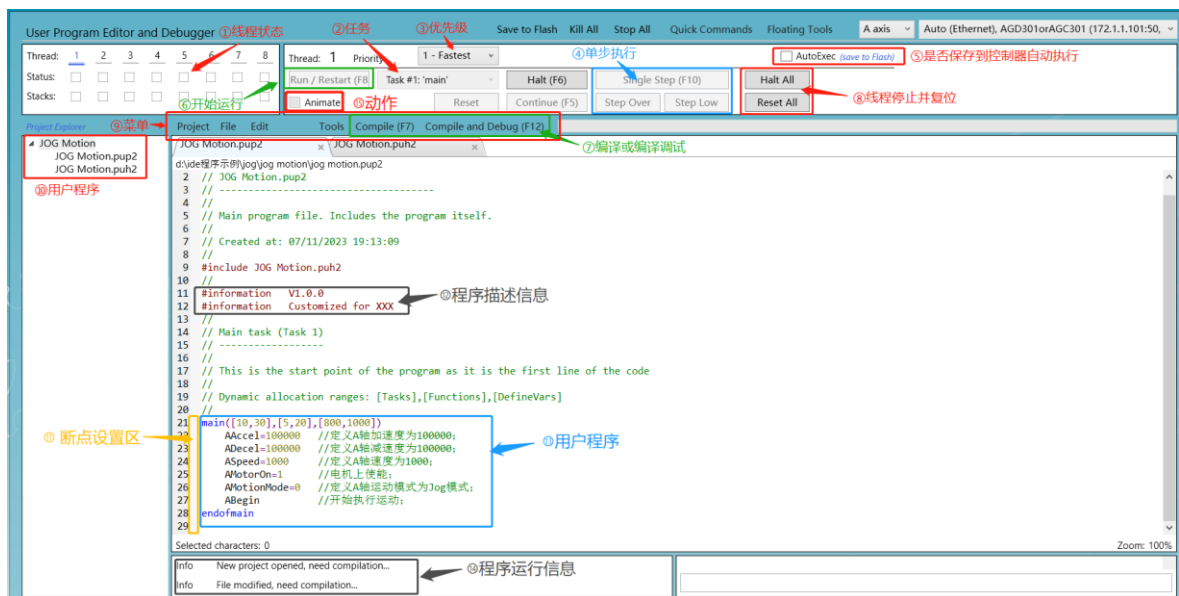 User Program Editor and Debugger ①线程状态 ②任务 ③优先级 Save to Flash Kill All Stop All Quick Commands Floating Tools A axis Auto (Ethernet), AGD301orAGC301 (172.1.1.101:50,
Thread: 1 2 3 4 5 6 7 8 Thread: 1 Priority 1 - Fastest ④单步执行 AutoExec (save to Flash) ⑤是否保存到控制器自动执行
Status: Run / Restart (F8 Task #1: 'main' Halt (F6) Single Step (F10) Halt All
Stacks: ⑥开始运行 Animate ⑮动作 Reset Continue (F5) Step Over Step Low Reset All ⑧线程停止并复位
Project Explorer ⑨菜单 Project File Edit Tools Compile (F7) Compile and Debug (F12)
JOG Motion JOG Motion.pup2 JOG Motion.puh2 ⑦编译或编译调试
JOG Motion.pup2 d:\ide程序示例\jog\jog motion\jog motion.pup2
JOG Motion.puh2
⑩用户程序
2 // JOG Motion.pup2
3 // -------------------------------------
4 //
5 // Main program file. Includes the program itself.
6 //
7 // Created at: 07/11/2023 19:13:09
8 //
9 #include JOG Motion.puh2
10 //
11 #information V1.0.0 ⑫程序描述信息
12 #information Customized for XXX
13 //
14 // Main task (Task 1)
15 // ------------------
16 //
17 // This is the start point of the program as it is the first line of the code
18 //
19 // Dynamic allocation ranges: [Tasks],[Functions],[DefineVars]
20 //
21 main([10,30],[5,20],[800,1000])
22 AAccel=100000 //定义A轴加速度为100000;
⑪ 断点设置区 23 ADecel=100000 //定义A轴减速度为100000; ⑬用户程序
24 ASpeed=1000 //定义A轴速度为1000;
25 AMotorOn=1 //电机上使能;
26 AMotionMode=0 //定义A轴运动模式为Jog模式;
27 ABegin //开始执行运动;
28 endofmain
29
Selected characters: 0 Zoom: 100%
Info New project opened, need compilation... ⑭程序运行信息
Info File modified, need compilation...